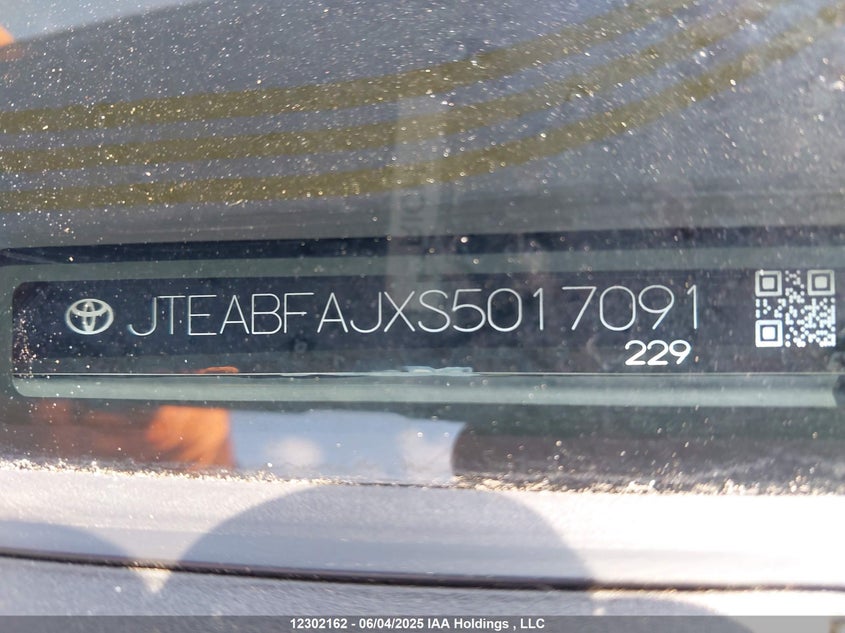 JTEABFAJXS5017091
229
12302162 - 06/04/2025 IAA Holdings , LLC